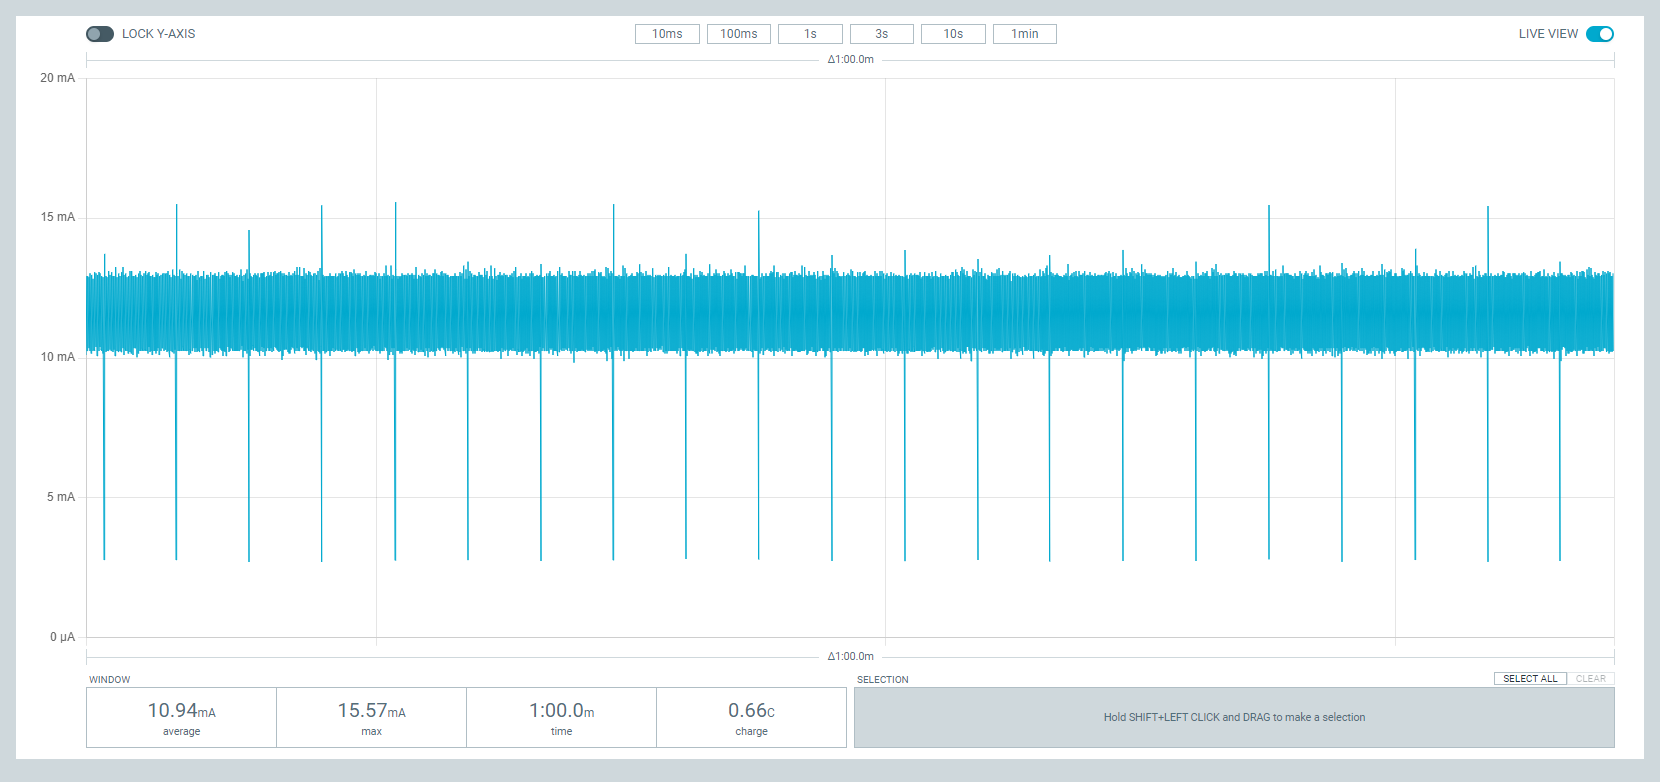 LOCK Y-AXIS
10ms 100ms 1s 3s 10s 1min
LIVE VIEW
Δ1:00.0m
20 mA
15 mA
10 mA
5 mA
0 µA
Δ1:00.0m
WINDOW
10.94mA
average
15.57mA
max
1:00.0m
time
0.66C
charge
SELECTION
SELECT ALL CLEAR
Hold SHIFT+LEFT CLICK and DRAG to make a selection